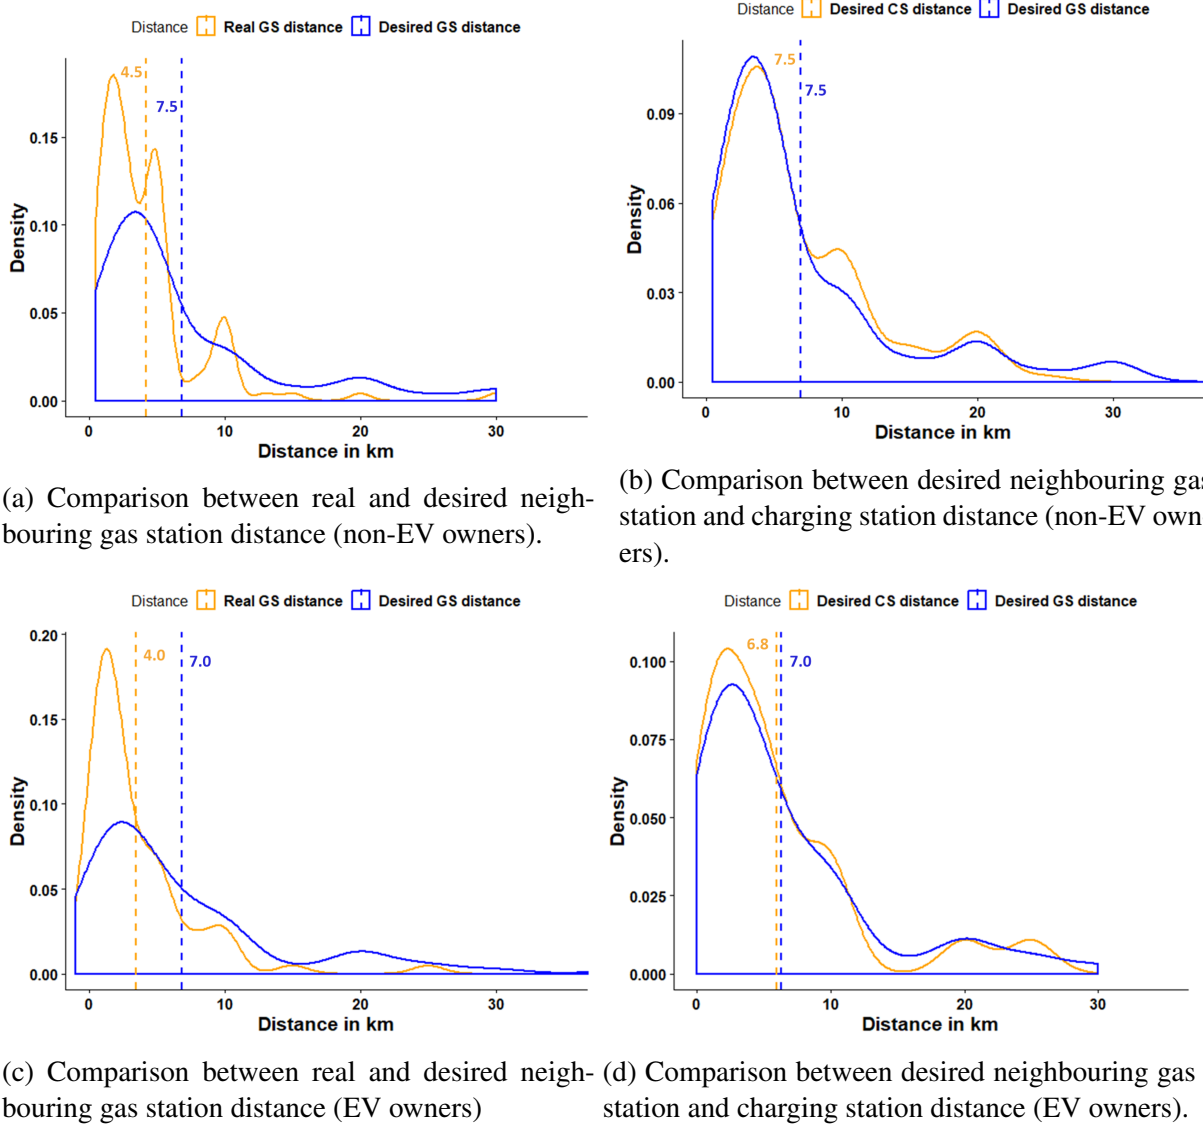 Distance Real GS distance Desired GS distance
4.5
7.5
0.15
0.10
0.05
0.00
Density
0 10 20 30
Distance in km
(a) Comparison between real and desired neigh-
bouring gas station distance (non-EV owners).
Distance Desired CS distance Desired GS distance
7.5
7.5
0.09
0.06
0.03
0.00
Density
0 10 20 30
Distance in km
(b) Comparison between desired neighbouring gas
station and charging station distance (non-EV own-
ers).
Distance Real GS distance Desired GS distance
4.0
7.0
0.20
0.15
0.10
0.05
0.00
Density
0 10 20 30
Distance in km
(c) Comparison between real and desired neigh-
bouring gas station distance (EV owners)
Distance Desired CS distance Desired GS distance
6.8
7.0
0.100
0.075
0.050
0.025
0.000
Density
0 10 20 30
Distance in km
(d) Comparison between desired neighbouring gas
station and charging station distance (EV owners).